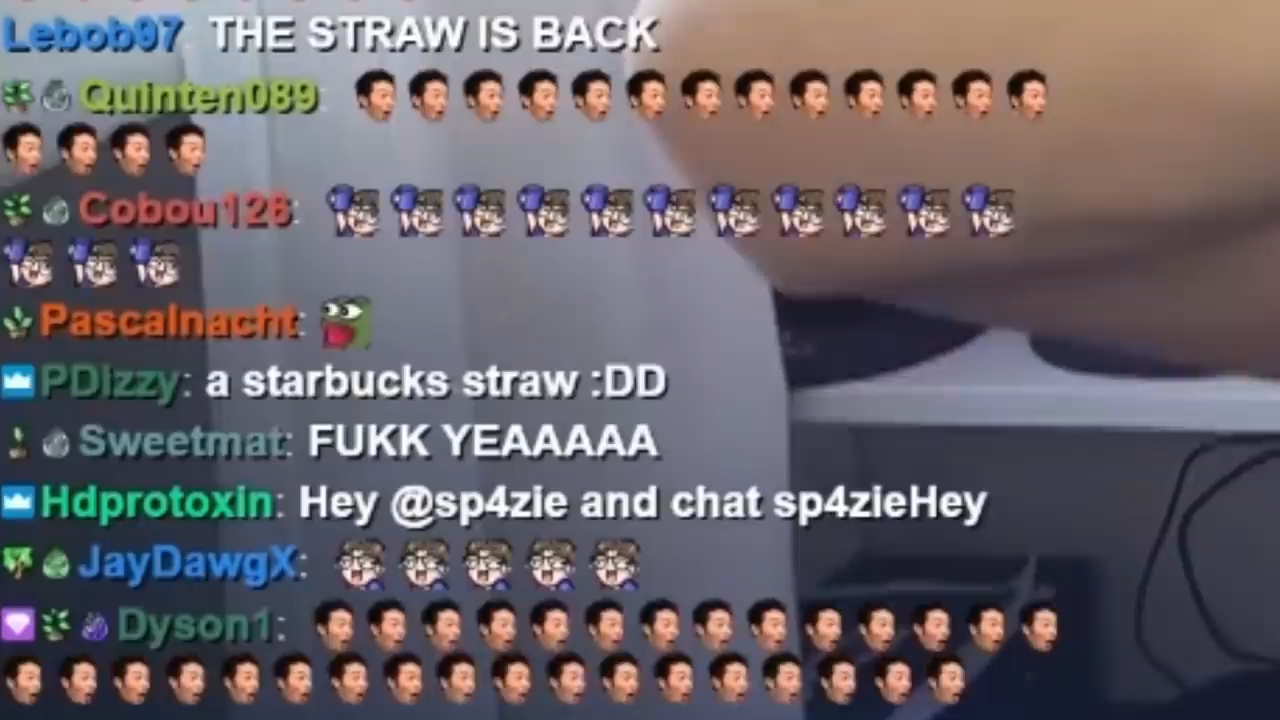 Lebob97: THE STRAW IS BACK
Quinten089:
Cobou126:
Pascalnacht:
PDizzy: a starbucks straw :DD
Sweetmat: FUKK YEAAAAA
Hdprotoxin: Hey @sp4zie and chat sp4zieHey
JayDawgX:
Dyson1: